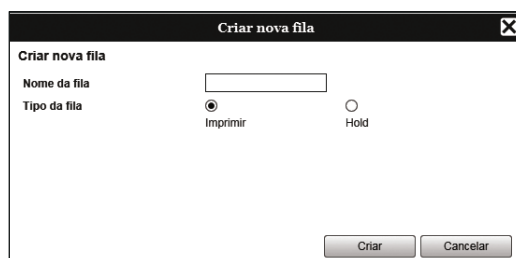 Criar nova fila
Criar nova fila
Nome da fila
Tipo da fila
Imprimir Hold
Criar Cancelar